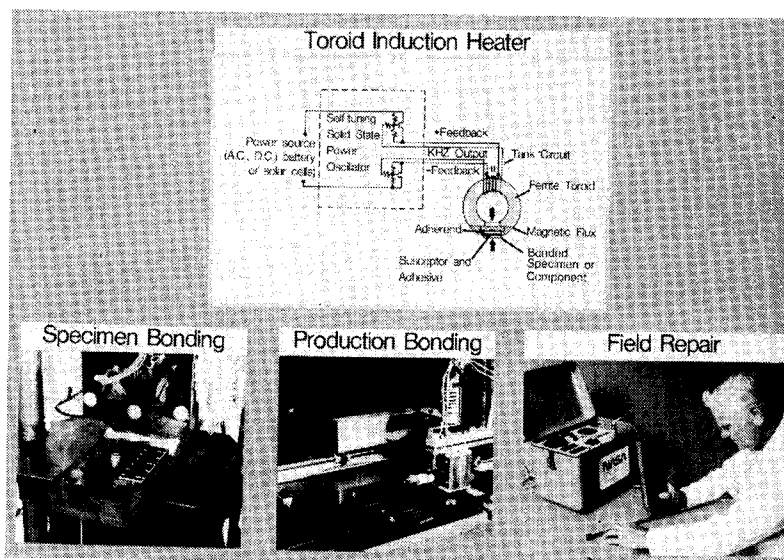 Toroid Induction Heater
Self tuning
Solid State
Power
Oscillator
Power source
(A.C., D.C.) battery
or solar cells)
+Feedback
KHZ Output
-Feedback
Tank Circuit
Ferrite Toroid
Adherend
Magnetic Flux
Susceptor and
Adhesive
Bonded
Specimen or
Component
Specimen Bonding
Production Bonding
Field Repair
NASA